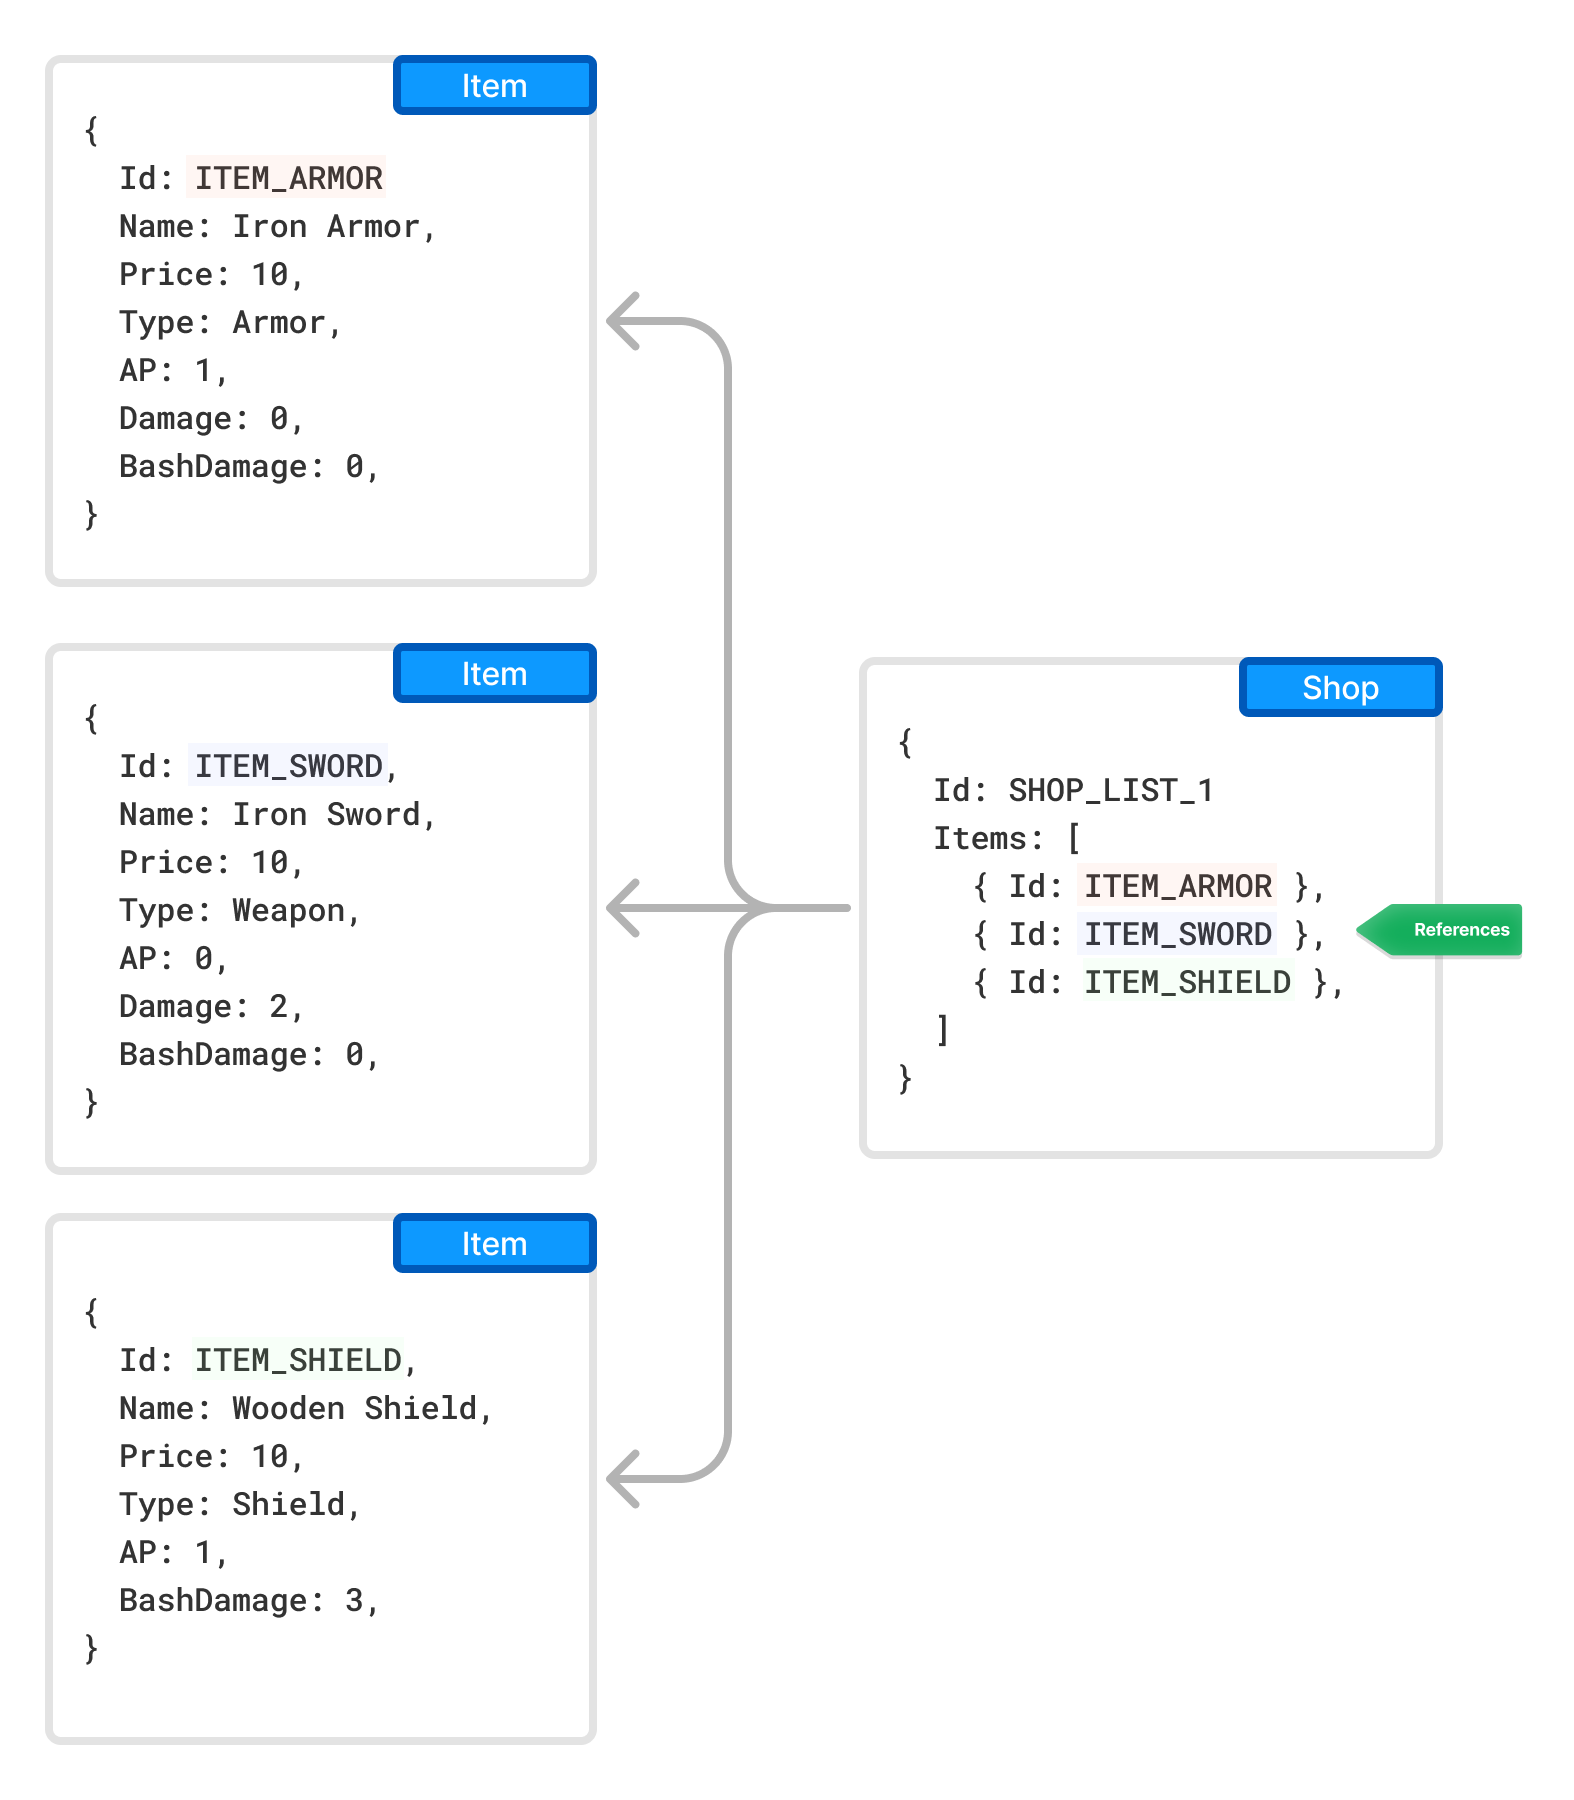 Item
{
Id: ITEM_ARMOR
Name: Iron Armor,
Price: 10,
Type: Armor,
AP: 1,
Damage: 0,
BashDamage: 0,
}
Item
{
Id: ITEM_SWORD,
Name: Iron Sword,
Price: 10,
Type: Weapon,
AP: 0,
Damage: 2,
BashDamage: 0,
}
Item
{
Id: ITEM_SHIELD,
Name: Wooden Shield,
Price: 10,
Type: Shield,
AP: 1,
BashDamage: 3,
}
Shop
{
Id: SHOP_LIST_1
Items: [
{ Id: ITEM_ARMOR },
{ Id: ITEM_SWORD },
{ Id: ITEM_SHIELD },
]
}
References